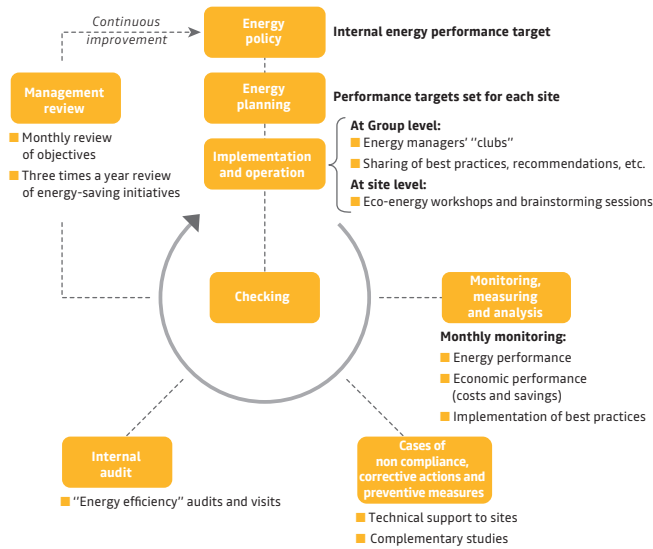 Continuous
improvement
Energy
policy
Internal energy performance target
Management
review
■ Monthly review
of objectives
■ Three times a year review
of energy-saving initiatives
Energy
planning
Performance targets set for each site
Implementation
and operation
At Group level:
■ Energy managers' "clubs"
■ Sharing of best practices, recommendations, etc.
At site level:
■ Eco-energy workshops and brainstorming sessions
Checking
Monitoring,
measuring
and analysis
Monthly monitoring:
■ Energy performance
■ Economic performance
(costs and savings)
■ Implementation of best practices
Internal
audit
■ "Energy efficiency" audits and visits
Cases of
non compliance,
corrective actions and
preventive measures
■ Technical support to sites
■ Complementary studies